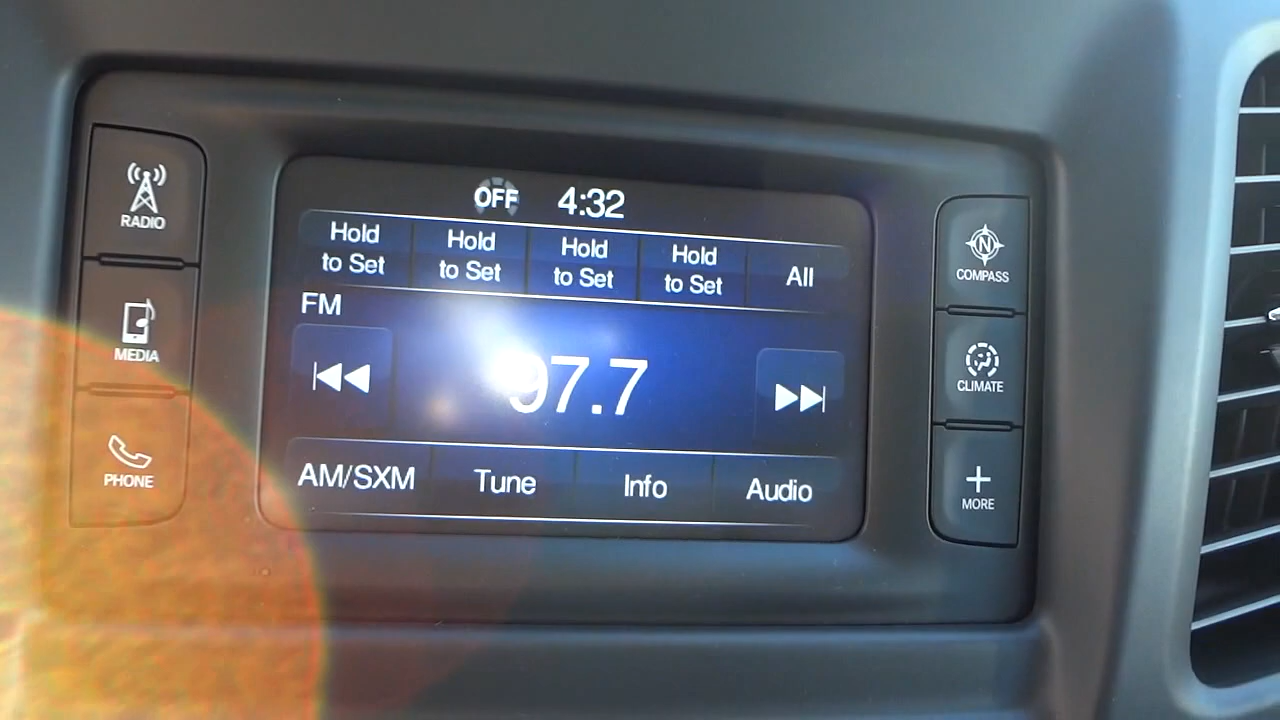 OFF 4:32
Hold to Set
Hold to Set
Hold to Set
Hold to Set
All
FM
97.7
AM/SXM Tune Info Audio
RADIO
MEDIA
PHONE
N
COMPASS
CLIMATE
MORE